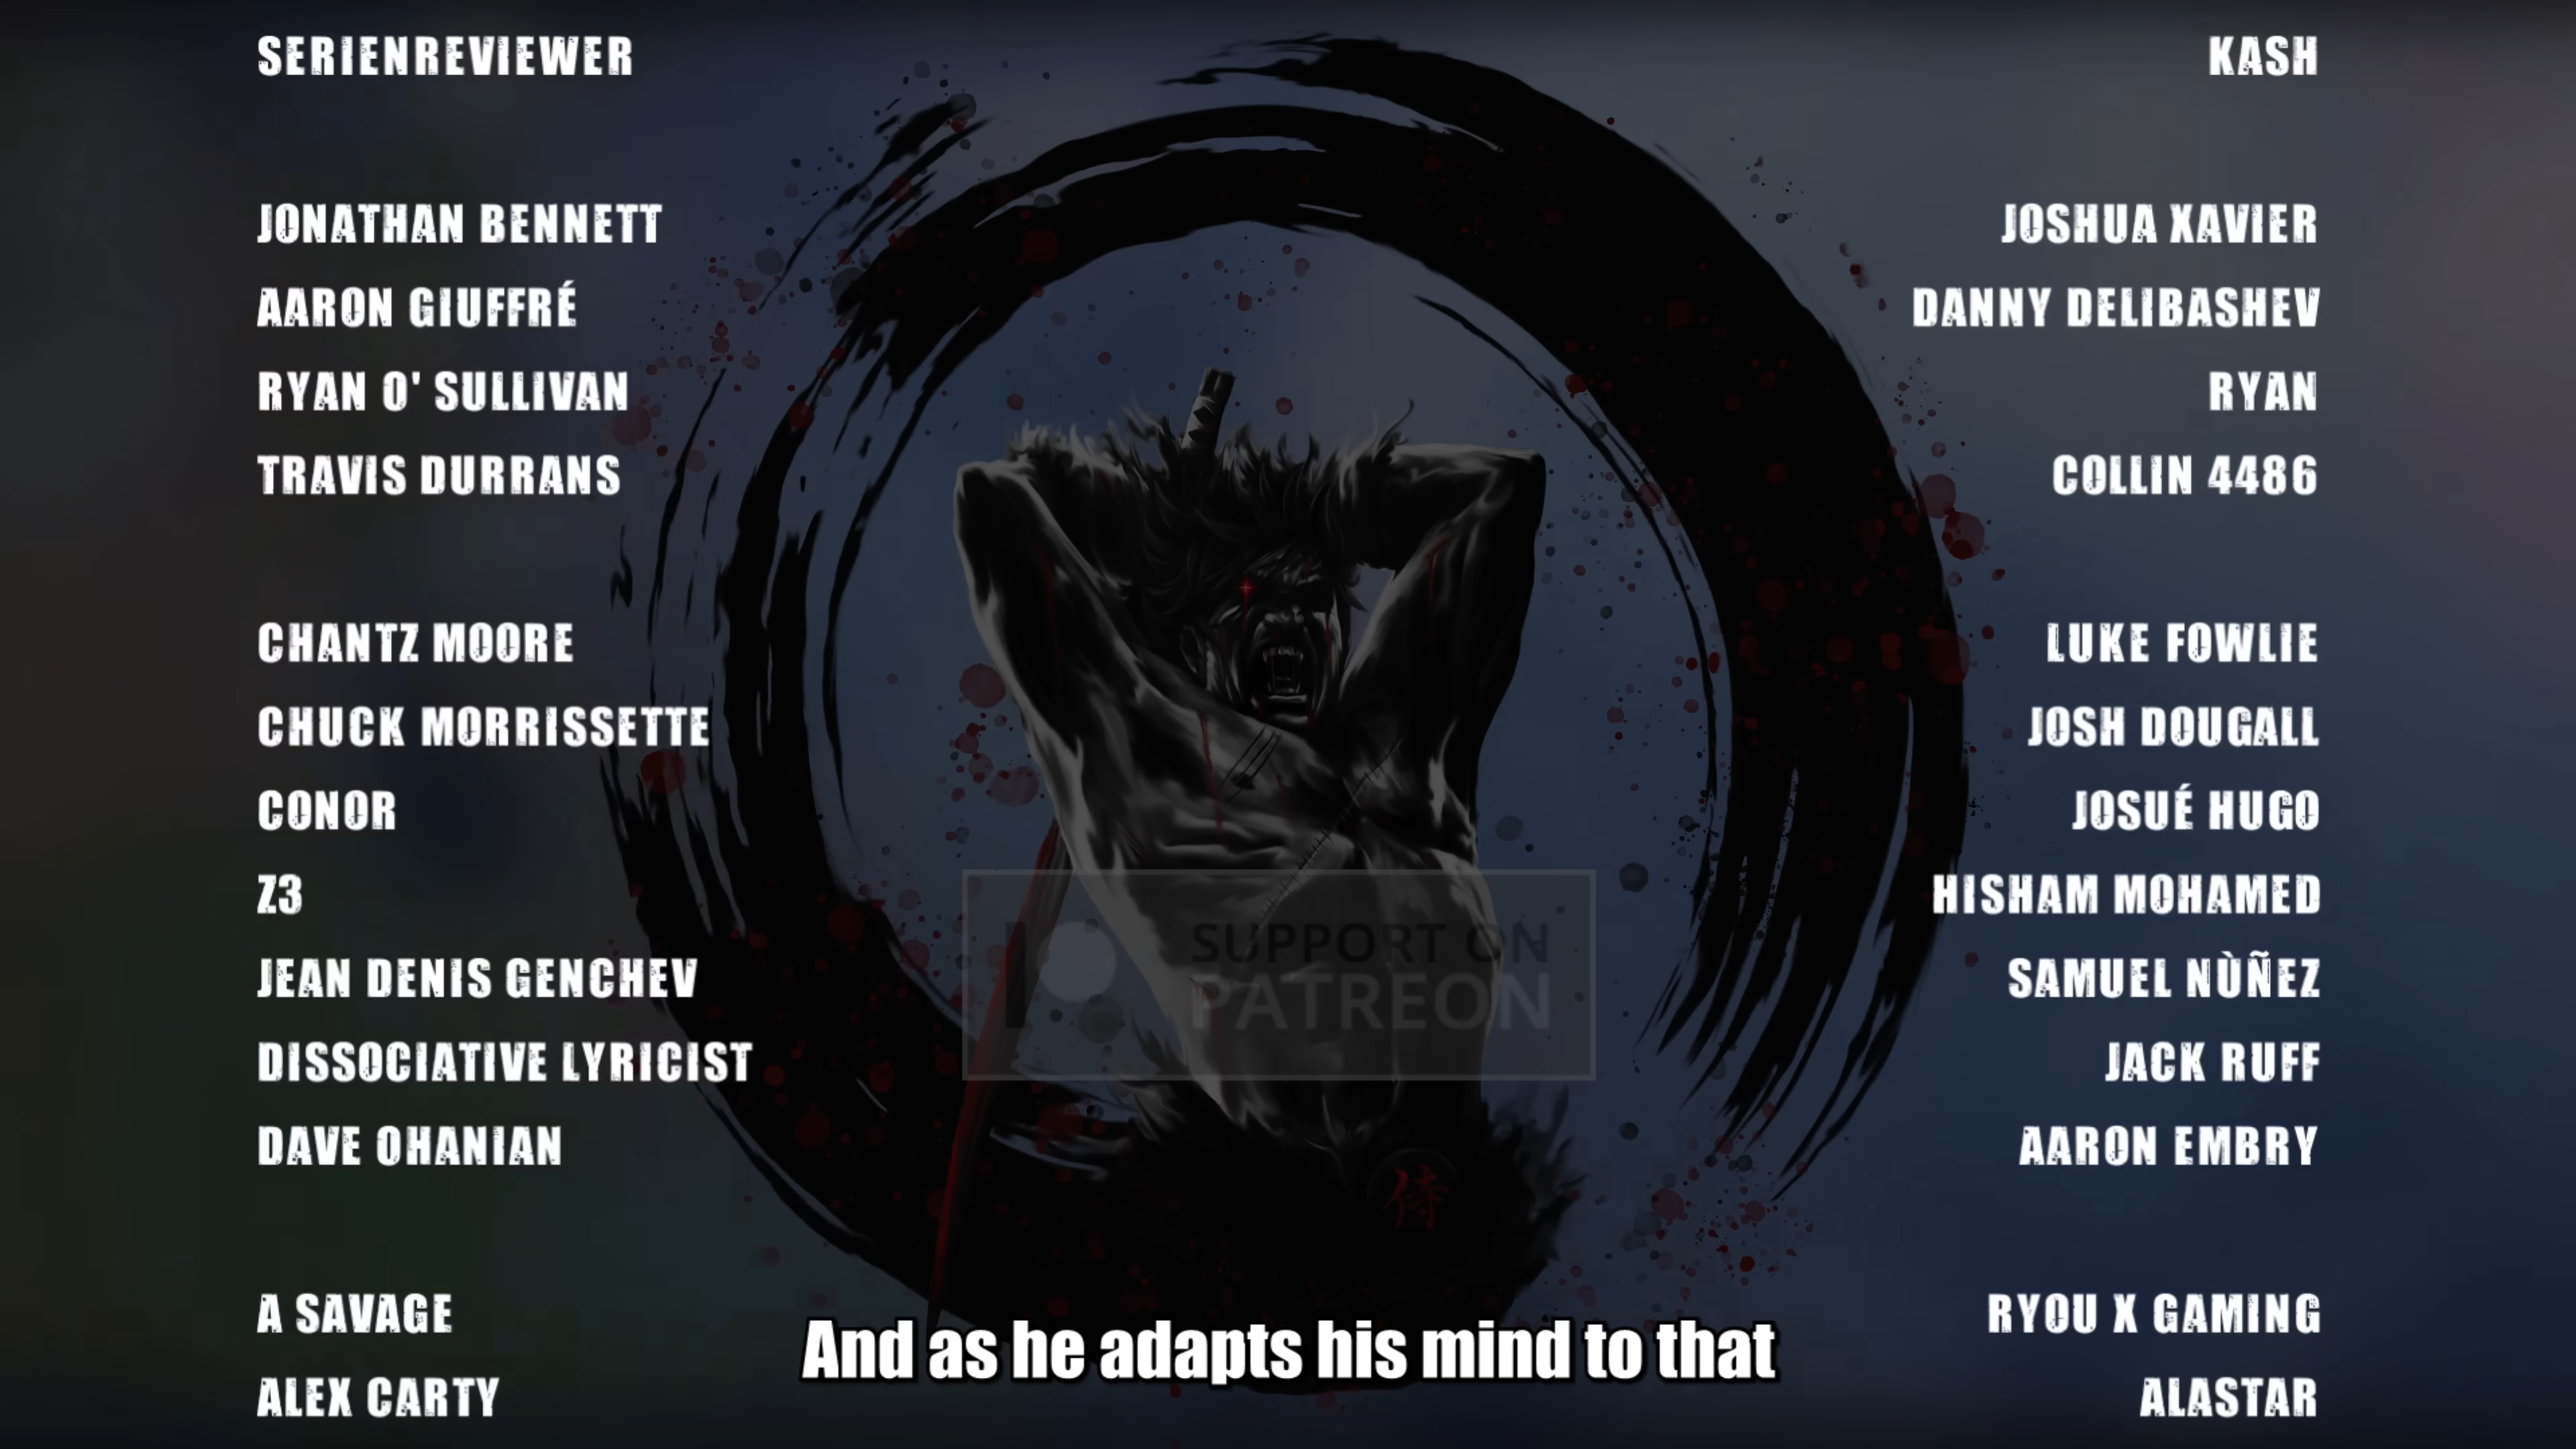 SERIENREVIEWER
JONATHAN BENNETT
AARON GIUFFRÉ
RYAN O' SULLIVAN
TRAVIS DURRANS
CHANTZ MOORE
CHUCK MORRISSETTE
CONOR
Z3
JEAN DENIS GENCHEV
DISSOCIATIVE LYRICIST
DAVE OHANIAN
A SAVAGE
ALEX CARTY
KASH
JOSHUA XAVIER
DANNY DELIBASHEV
RYAN
COLLIN 4486
LUKE FOWLIE
JOSH DOUGALL
JOSUÉ HUGO
HISHAM MOHAMED
SAMUEL NÙÑEZ
JACK RUFF
AARON EMBRY
RYOU X GAMING
ALASTAR
SUPPORT ON
PATREON
侍
And as he adapts his mind to that